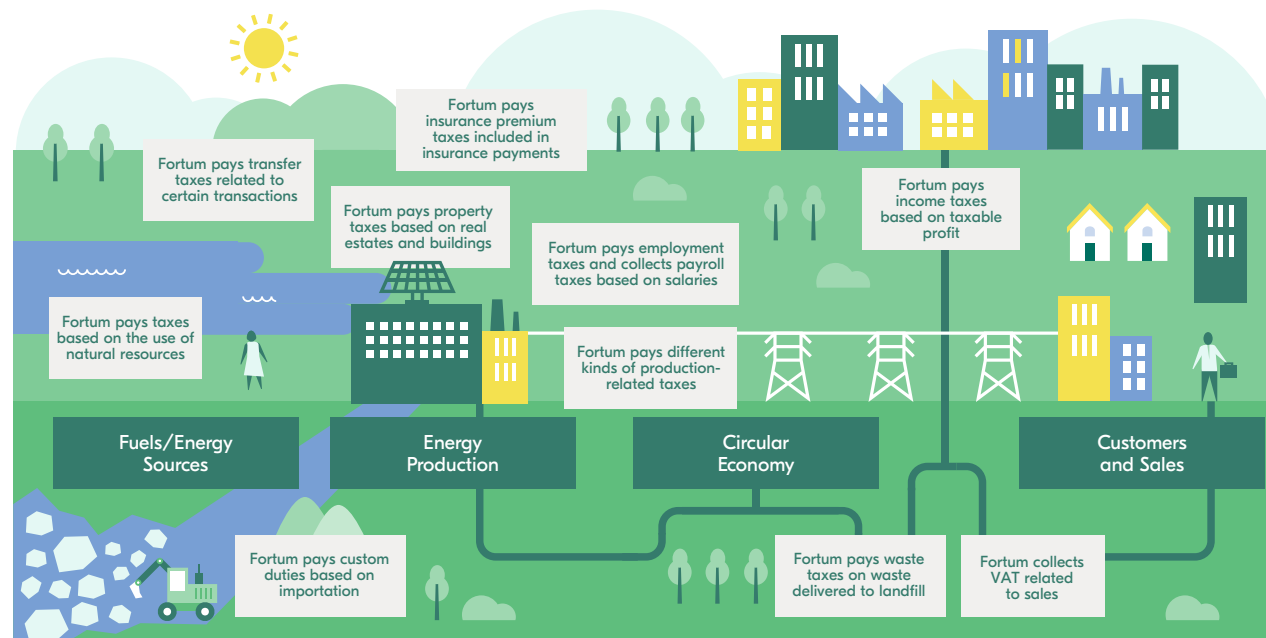 Fortum pays
insurance premium
taxes included in
insurance payments
Fortum pays transfer
taxes related to
certain transactions
Fortum pays
income taxes
based on taxable
profit
Fortum pays property
taxes based on real
estates and buildings
Fortum pays employment
taxes and collects payroll
taxes based on salaries
Fortum pays taxes
based on the use of
natural resources
Fortum pays different
kinds of production-
related taxes
Fuels/Energy
Sources
Energy
Production
Circular
Economy
Customers
and Sales
Fortum pays custom
duties based on
importation
Fortum pays waste
taxes on waste
delivered to landfill
Fortum collects
VAT related
to sales